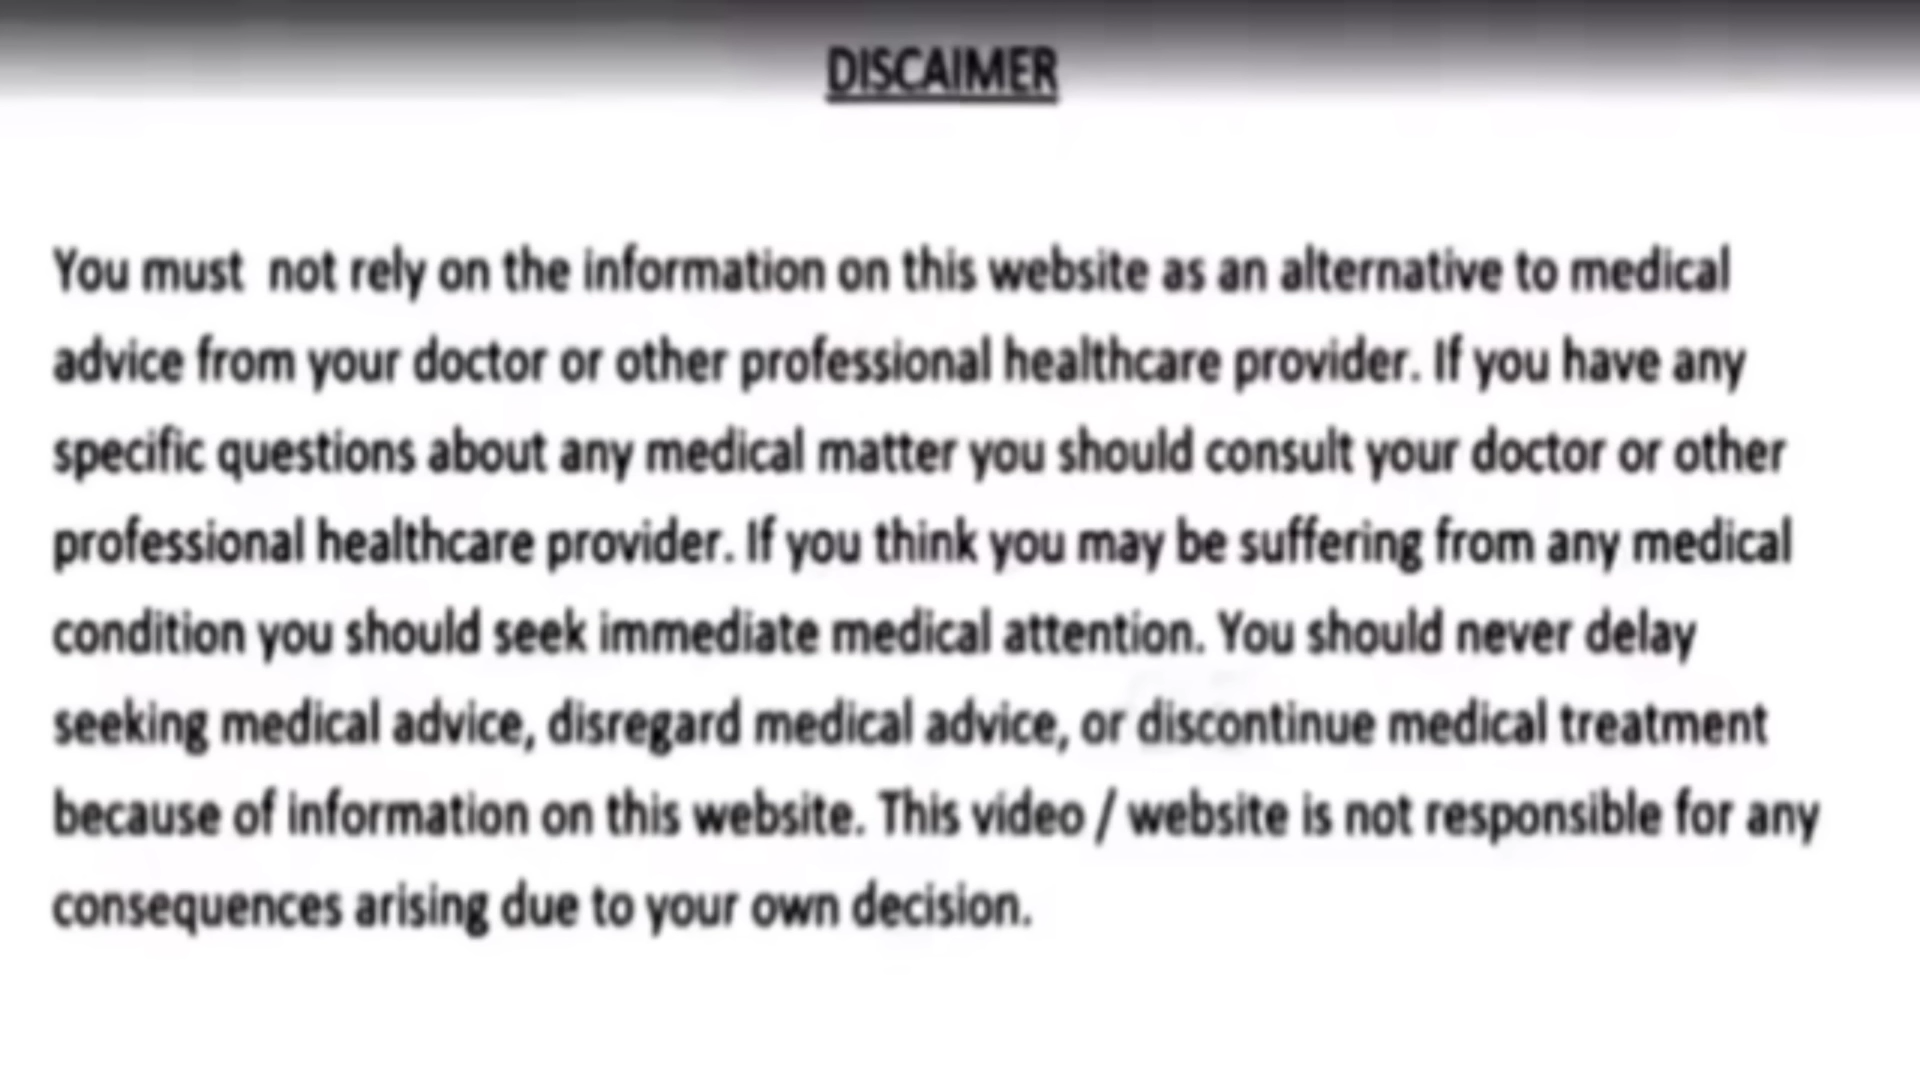 DISCAIMER
You must  not rely on the information on this website as an alternative to medical
advice from your doctor or other professional healthcare provider. If you have any
specific questions about any medical matter you should consult your doctor or other
professional healthcare provider. If you think you may be suffering from any medical
condition you should seek immediate medical attention. You should never delay
seeking medical advice, disregard medical advice, or discontinue medical treatment
because of information on this website. This video / website is not responsible for any
consequences arising due to your own decision.